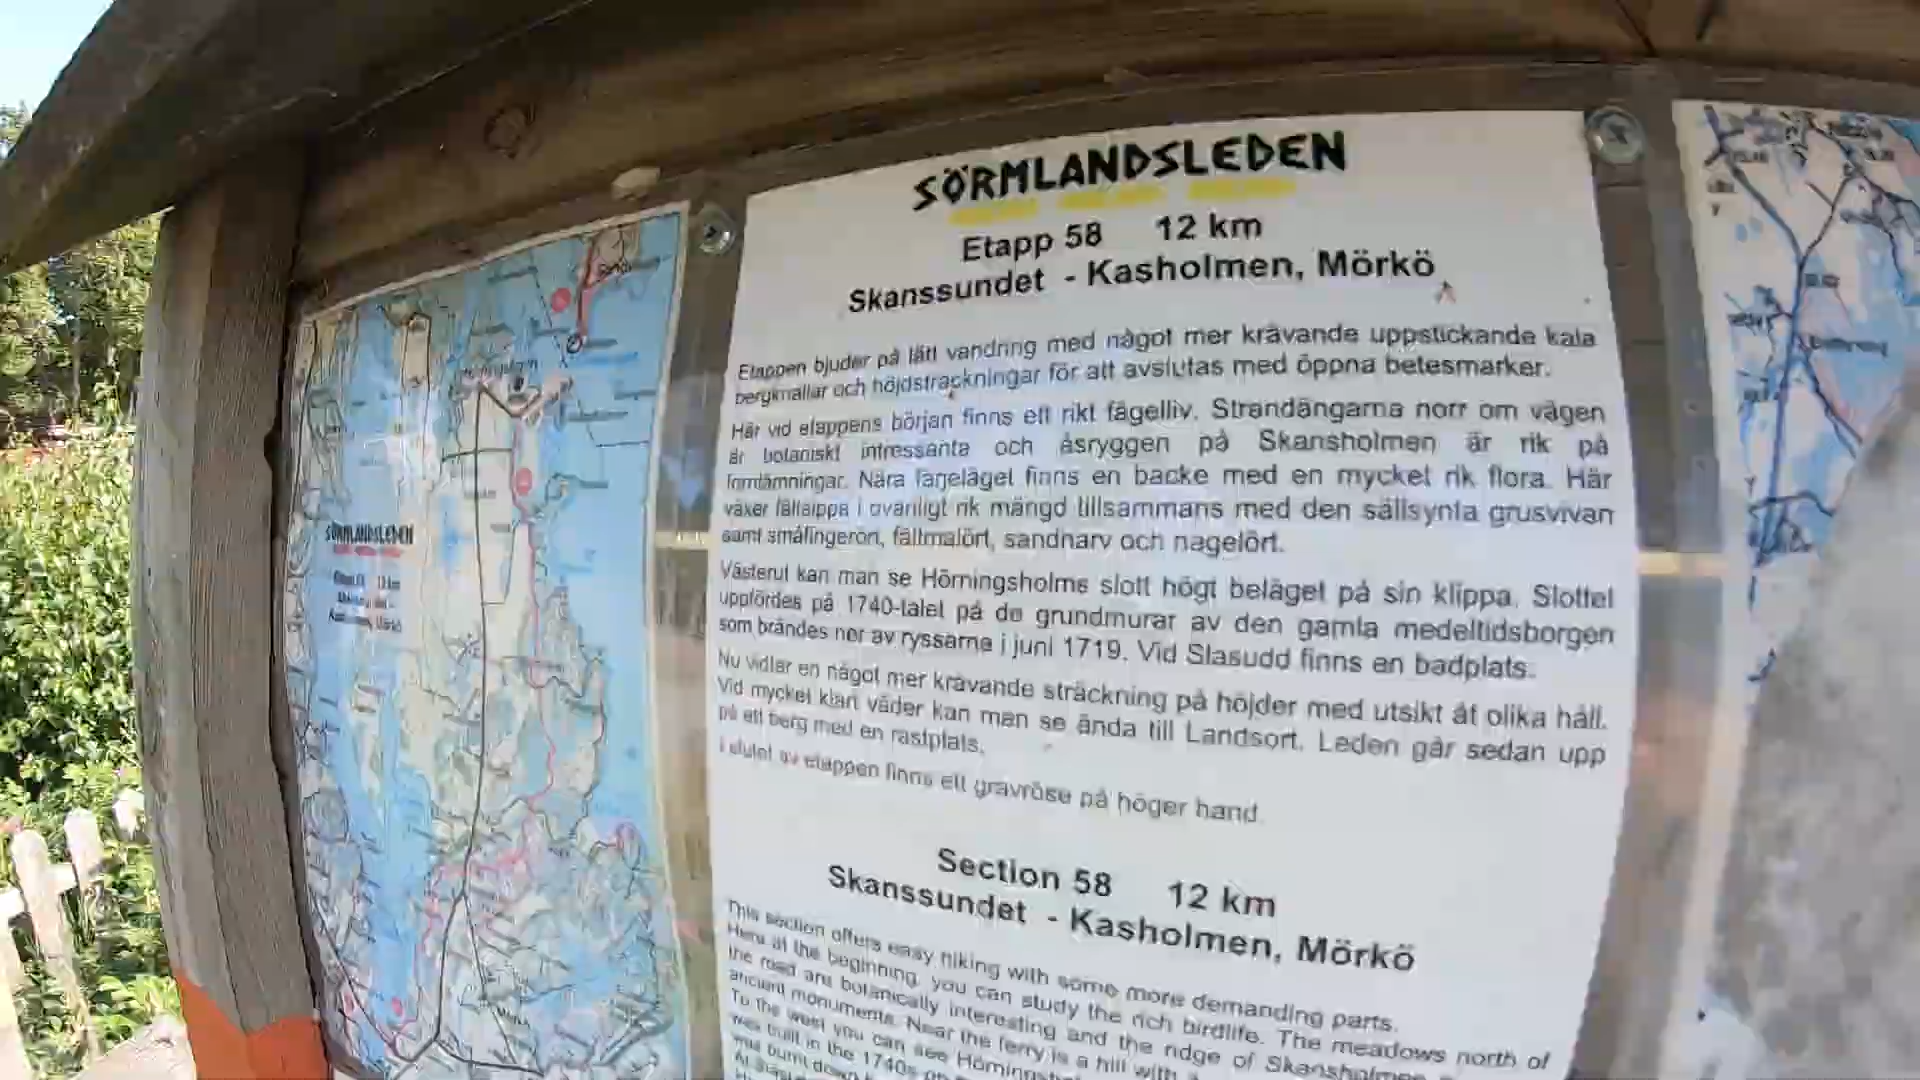 SÖRMLANDSLEDEN
Etapp 58 12 km
Skanssundet - Kasholmen, Mörkö
Etappen bjuder på lätt vandring med något mer krävande uppstickande kala
bergknallar och höjdsträckningar för att avslutas med öppna betesmarker.
Här vid etappens början finns ett rikt fågelliv. Strandängarna norr om vägen
är botaniskt intressanta och åsryggen på Skansholmen är rik på
fornlämningar. Nära färjeläget finns en backe med en mycket rik flora. Här
växer fältsippa i ovanligt rik mängd tillsammans med den sällsynta grusvivan
samt småfingerört, fältmalört, sandnarv och nagelört.
Västerut kan man se Hörningsholms slott högt beläget på sin klippa. Slottet
uppfördes på 1740-talet på de grundmurar av den gamla medeltidsborgen
som brändes ner av ryssarna i juni 1719. Vid Slasudd finns en badplats.
Nu vidtar en något mer krävande sträckning på höjder med utsikt åt olika håll.
Vid mycket klart väder kan man se ända till Landsort. Leden går sedan upp
på ett berg med en rastplats.
I slutet av etappen finns ett gravröse på höger hand.
Section 58 12 km
Skanssundet - Kasholmen, Mörkö
This section offers easy hiking with some more demanding parts.
Here at the beginning, you can study the rich birdlife. The meadows north of
the road are botanically interesting and the ridge of Skansholmen
ancient monuments. Near the ferry is a hill with
To the west you can see Hörningsh
was built in the 1740s on
was burnt down
SÖRMLANDSLEDEN